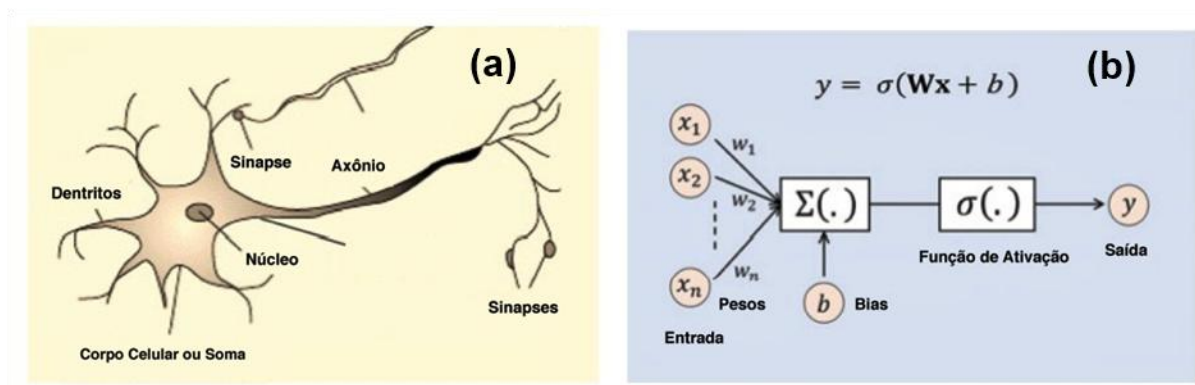 (a)
Sinapse
Axônio
Dentritos
Núcleo
Sinapses
Corpo Celular ou Soma
(b)
y = σ(Wx + b)
x₁
w₁
x₂
w₂
Σ(.)
σ(.)
y
Função de Ativação
Saída
wₙ
xₙ
Pesos
b
Bias
Entrada